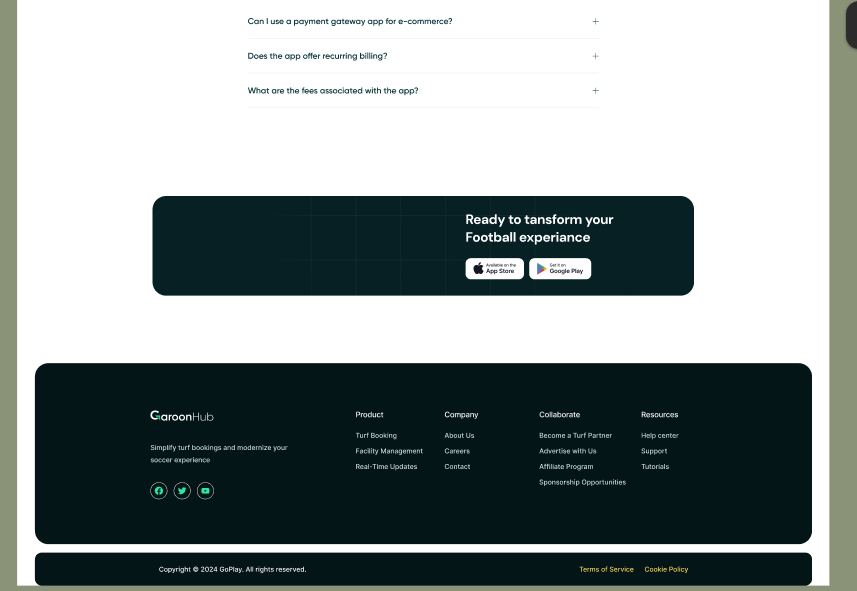 Can I use a payment gateway app for e-commerce?
Does the app offer recurring billing?
What are the fees associated with the app?
Ready to tansform your
Football experiance
Available on the
App Store
Get it on
Google Play
GaroonHub
Simplify turf bookings and modernize your
soccer experience
Product
Turf Booking
Facility Management
Real-Time Updates
Company
About Us
Careers
Contact
Collaborate
Become a Turf Partner
Advertise with Us
Affiliate Program
Sponsorship Opportunities
Resources
Help center
Support
Tutorials
Copyright © 2024 GoPlay. All rights reserved.
Terms of Service
Cookie Policy